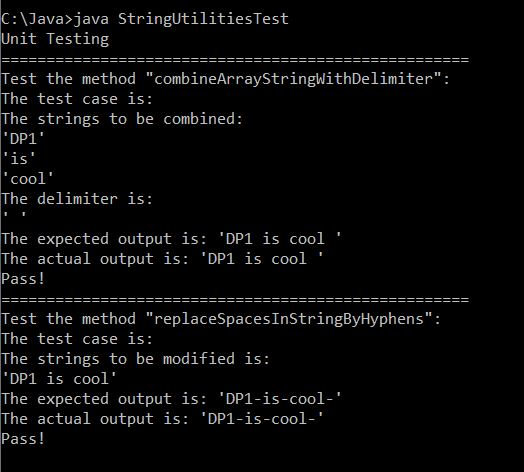 C:\Java>java StringUtilitiesTest
Unit Testing
====================================================
Test the method "combineArrayStringWithDelimiter":
The test case is:
The strings to be combined:
'DP1'
'is'
'cool'
The delimiter is:
' '
The expected output is: 'DP1 is cool '
The actual output is: 'DP1 is cool '
Pass!
====================================================
Test the method "replaceSpacesInStringByHyphens":
The test case is:
The strings to be modified is:
'DP1 is cool'
The expected output is: 'DP1-is-cool-'
The actual output is: 'DP1-is-cool-'
Pass!